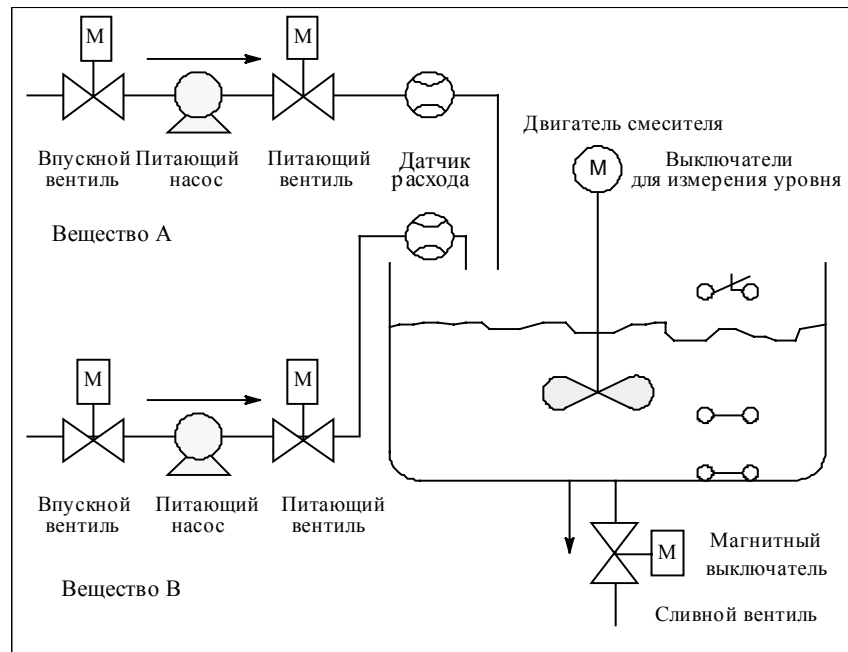 M
M
Двигатель смесителя
Впускной
вентиль
Питающий
насос
Питающий
вентиль
Датчик
расхода
M
Выключатели
для измерения уровня
Вещество А
M
M
Впускной
вентиль
Питающий
насос
Питающий
вентиль
M
Магнитный
выключатель
Вещество В
Сливной вентиль